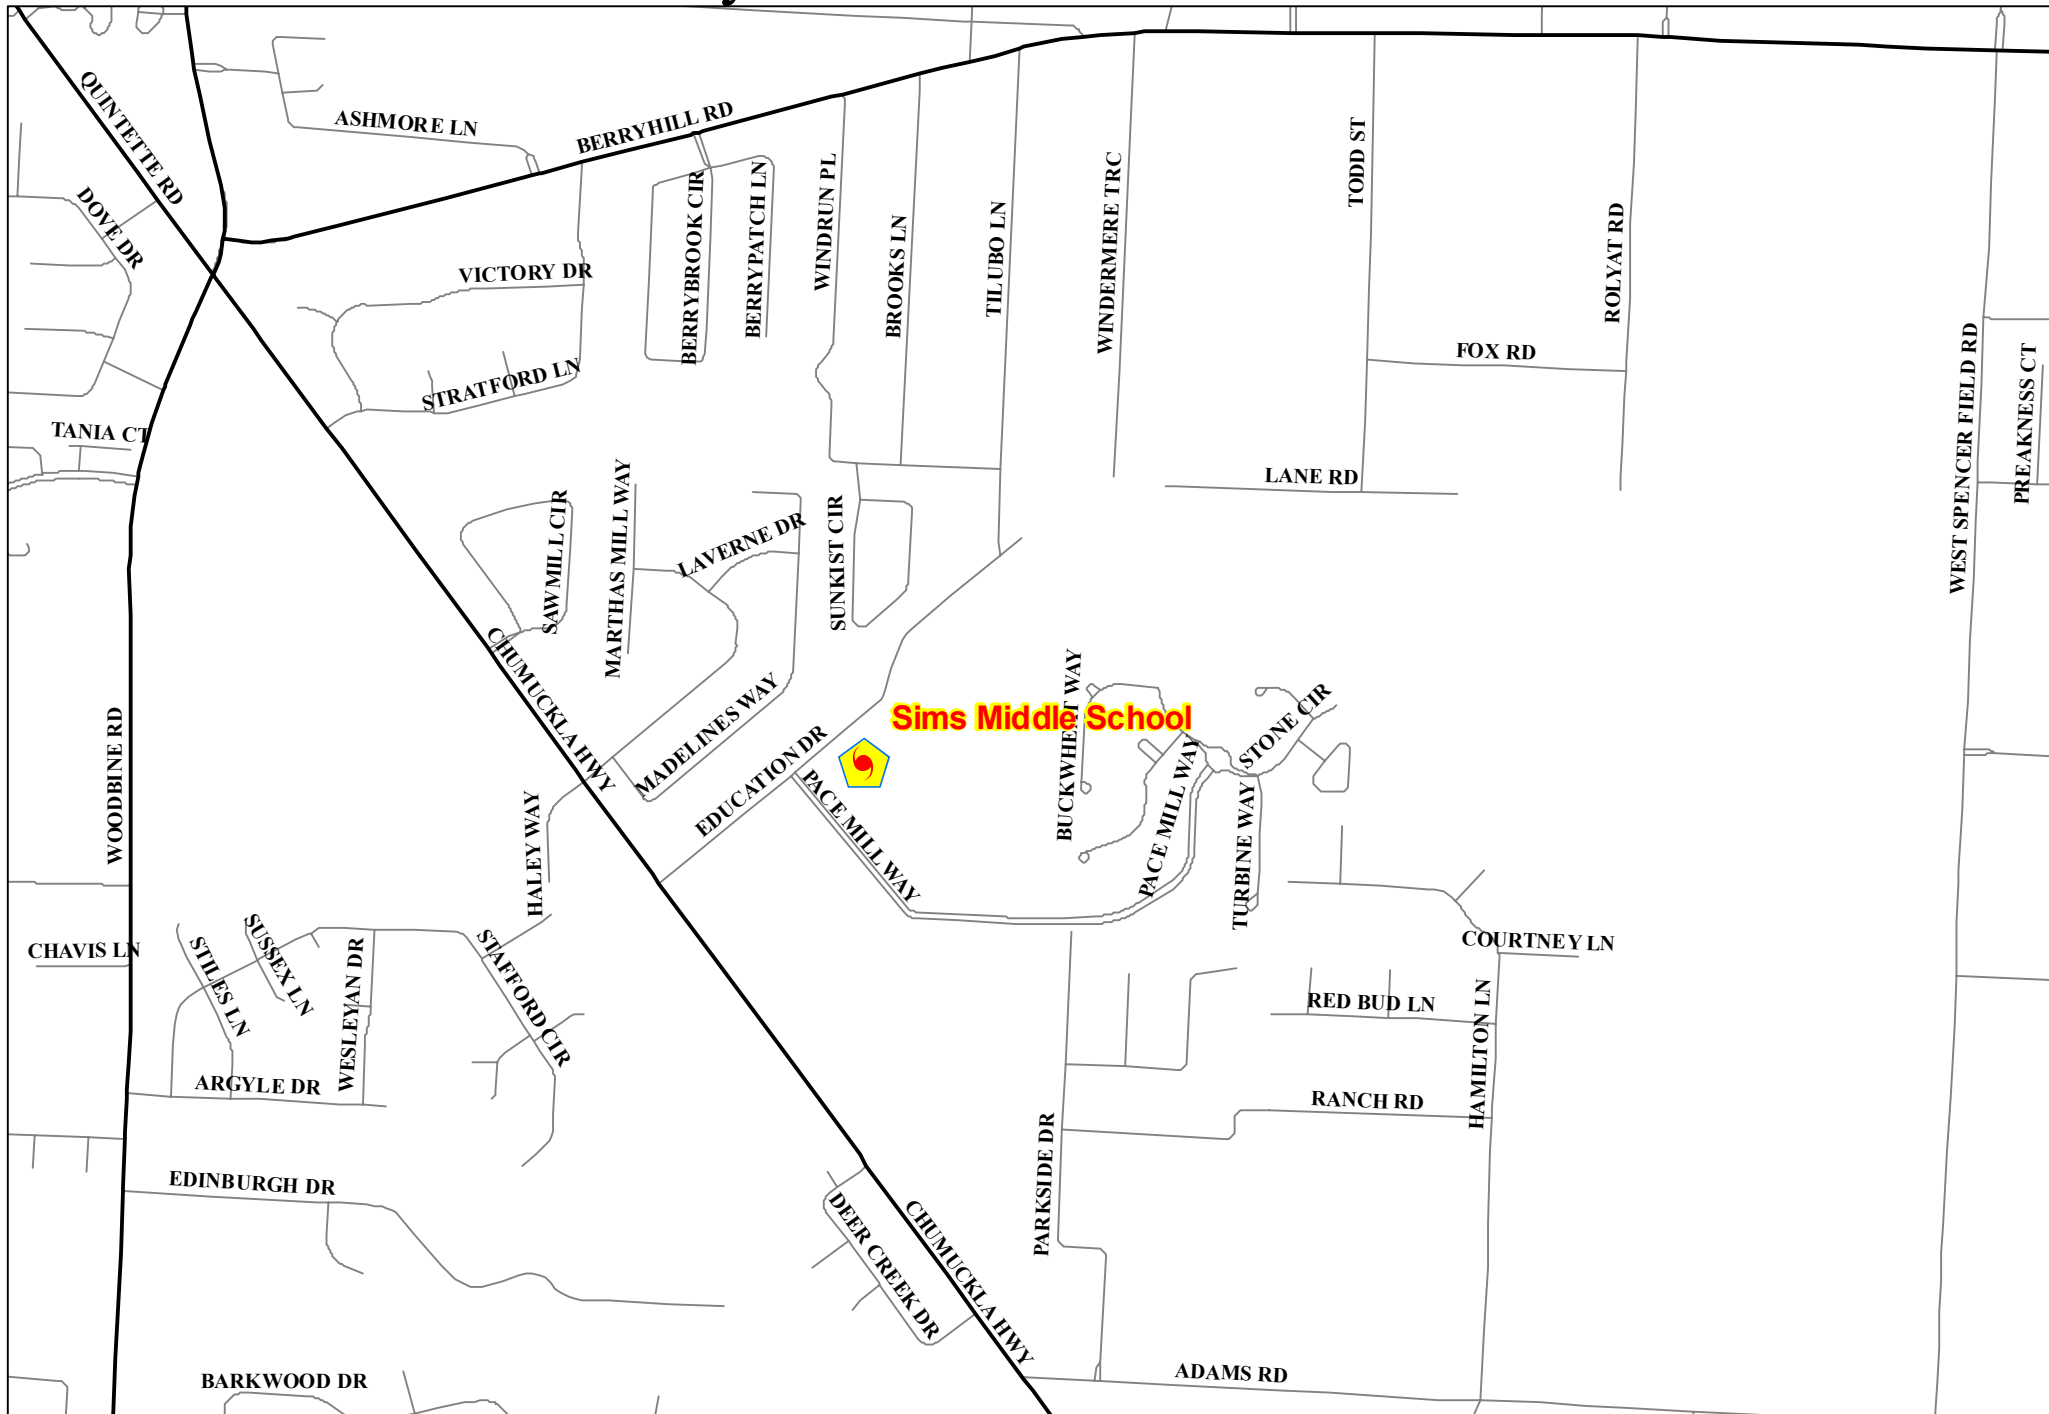 QUINTETTE RD
ASHMORE LN
BERRYHILL RD
DOVE DR
VICTORY DR
STRATFORD LN
BERRYBROOK CIR
BERRYPATCH LN
WINDRUN PL
BROOKS LN
TILUBO LN
WINDERMERE TRC
TODD ST
ROLYAT RD
FOX RD
LANE RD
WEST SPENCER FIELD RD
PREAKNESS CT
TANIA CT
SAWMILL CIR
MARTHAS MILL WAY
LAVERNE DR
SUNKIST CIR
CHUMUCKLA HWY
MADELINES WAY
EDUCATION DR
Sims Middle School
BUCKWHEAT WAY
STONE CIR
PACE MILL WAY
PACE MILL WAY
TURBINE WAY
WOODBINE RD
HALEY WAY
CHAVIS LN
STILES LN
SUSSEX LN
WESLEYAN DR
STAFFORD CIR
COURTNEY LN
RED BUD LN
HAMILTON LN
ARGYLE DR
RANCH RD
PARKSIDE DR
EDINBURGH DR
DEER CREEK DR
CHUMUCKLA HWY
ADAMS RD
BARKWOOD DR